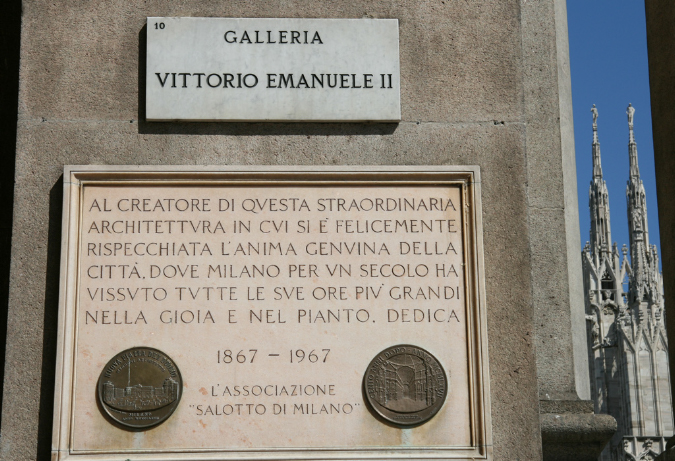 10
GALLERIA
VITTORIO EMANUELE II
AL CREATORE DI QVESTA STRAORDINARIA
ARCHITETTVRA IN CVI SI È FELICEMENTE
RISPECCHIATA L'ANIMA GENVINA DELLA
CITTÀ, DOVE MILANO PER VN SECOLO HA
VISSVTO TVTTE LE SVE ORE PIV' GRANDI
NELLA GIOIA E NEL PIANTO. DEDICA
1867 – 1967
L'ASSOCIAZIONE
"SALOTTO DI MILANO"